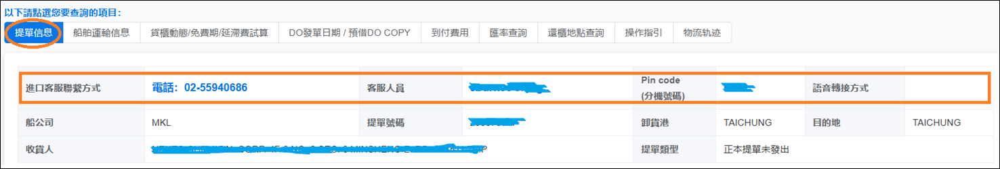 以下請點選您要查詢的項目:
提單信息 船舶運輸信息 貨櫃動態/免費期/延滯費試算 DO發單日期 / 預借DO COPY 到付費用 匯率查詢 還櫃地點查詢 操作指引 物流轨迹
進口客服聯繫方式 電話：02-55940686 客服人員 Pin code 語音轉接方式
(分機號碼)
船公司 MKL 提單號碼 卸貨港 TAICHUNG 目的地 TAICHUNG
收貨人 提單類型 正本提單未發出